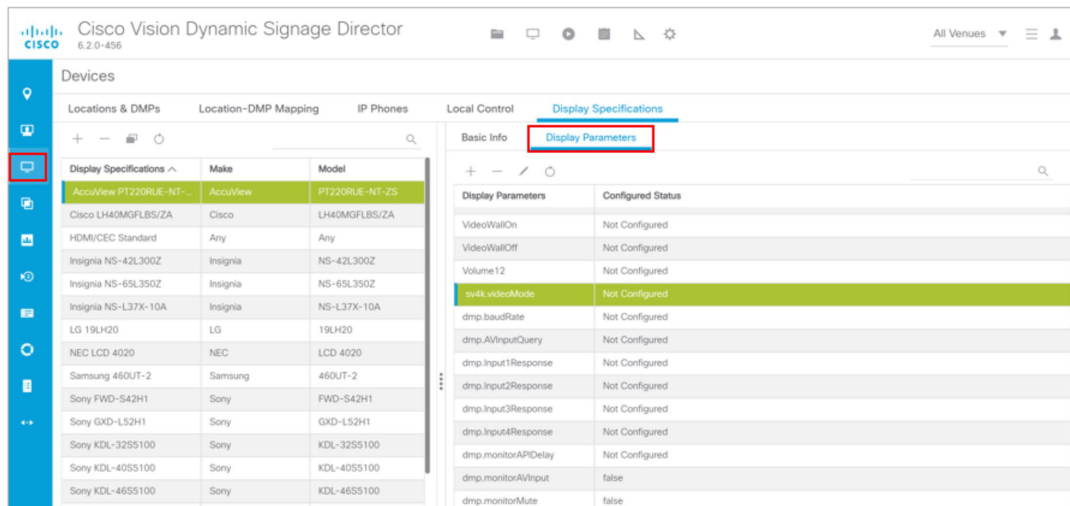 CISCO
Cisco Vision Dynamic Signage Director
6.2.0-456
All Venues
Devices
Locations & DMPs Location-DMP Mapping IP Phones Local Control Display Specifications
Basic Info Display Parameters
Display Specifications Make Model
AccuView PT220RUE-NT-... AccuView PT220RUE-NT-ZS
Cisco LH40MGFLBS/ZA Cisco LH40MGFLBS/ZA
HDMI/CEC Standard Any Any
Insignia NS-42L300Z Insignia NS-42L300Z
Insignia NS-65L350Z Insignia NS-65L350Z
Insignia NS-L37X-10A Insignia NS-L37X-10A
LG 19LH20 LG 19LH20
NEC LCD 4020 NEC LCD 4020
Samsung 460UT-2 Samsung 460UT-2
Sony FWD-S42H1 Sony FWD-S42H1
Sony GXD-L52H1 Sony GXD-L52H1
Sony KDL-32S5100 Sony KDL-32S5100
Sony KDL-40S5100 Sony KDL-40S5100
Sony KDL-46S5100 Sony KDL-46S5100
Display Parameters Configured Status
VideoWallOn Not Configured
VideoWallOff Not Configured
Volume12 Not Configured
sv4k.videoMode Not Configured
dmp.baudRate Not Configured
dmp.AVInputQuery Not Configured
dmp.Input1Response Not Configured
dmp.Input2Response Not Configured
dmp.Input3Response Not Configured
dmp.Input4Response Not Configured
dmp.monitorAPIDelay Not Configured
dmp.monitorAVInput false
dmp.monitorMute false